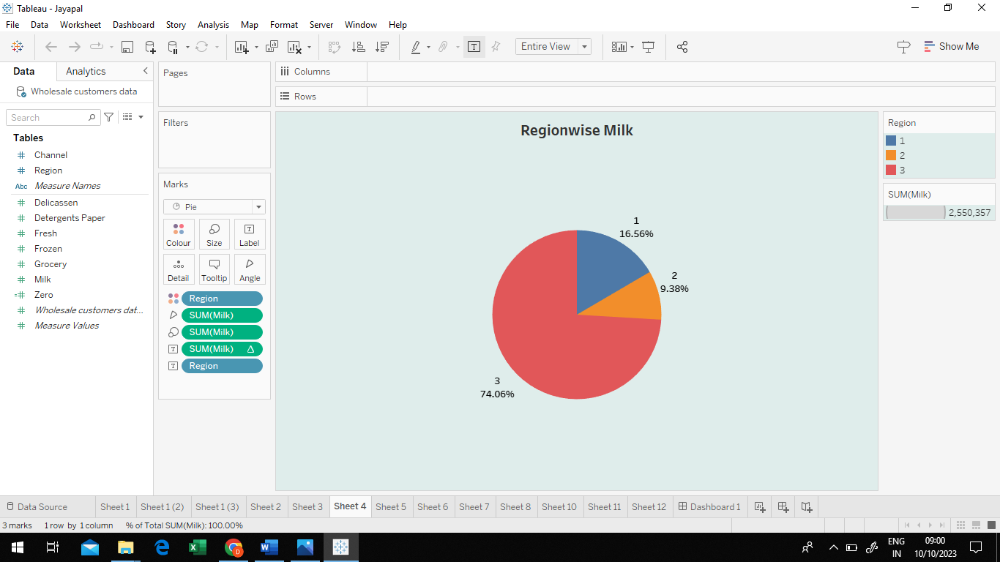 Tableau - Jayapal
File Data Worksheet Dashboard Story Analysis Map Format Server Window Help
Entire View
Show Me
Data Analytics
Wholesale customers data
Search
Tables
Channel
Region
Abc Measure Names
Delicassen
Detergents Paper
Fresh
Frozen
Grocery
Milk
Zero
Wholesale customers dat...
Measure Values
Pages
Filters
Marks
Pie
Colour Size Label
Detail Tooltip Angle
Region
SUM(Milk)
SUM(Milk)
SUM(Milk)
Region
Columns
Rows
Regionwise Milk
1
16.56%
2
9.38%
3
74.06%
Region
1
2
3
SUM(Milk)
2,550,357
Data Source Sheet 1 Sheet 1 (2) Sheet 1 (3) Sheet 2 Sheet 3 Sheet 4 Sheet 5 Sheet 6 Sheet 7 Sheet 8 Sheet 10 Sheet 11 Sheet 12 Dashboard 1
3 marks 1 row by 1 column % of Total SUM(Milk): 100.00%
ENG
IN
09:00
10/10/2023